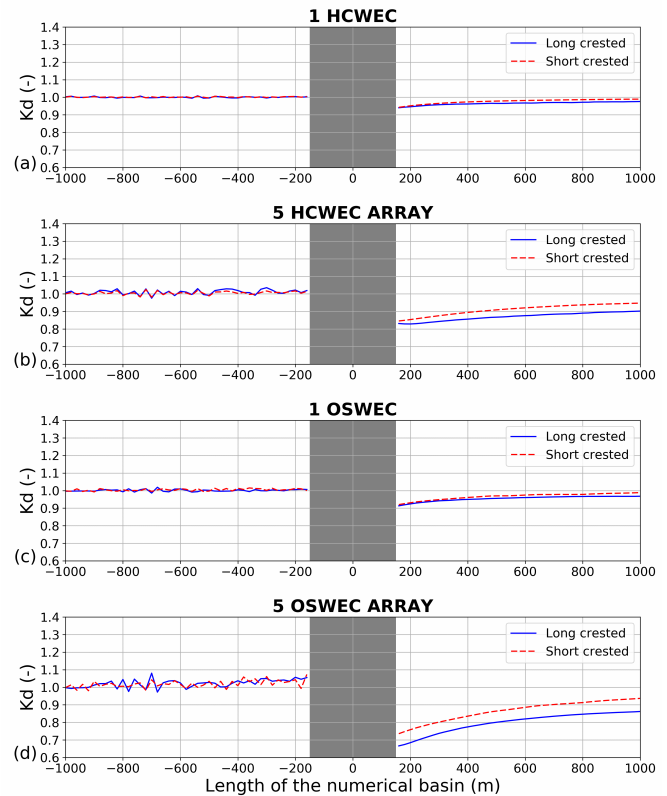 1 HCWEC
1.4
1.3
1.2
1.1
1.0
0.9
0.8
0.7
0.6
Kd (-)
(a)
Long crested
Short crested
−1000 −800 −600 −400 −200 0 200 400 600 800 1000
5 HCWEC ARRAY
1.4
1.3
1.2
1.1
1.0
0.9
0.8
0.7
0.6
Kd (-)
(b)
Long crested
Short crested
−1000 −800 −600 −400 −200 0 200 400 600 800 1000
1 OSWEC
1.4
1.3
1.2
1.1
1.0
0.9
0.8
0.7
0.6
Kd (-)
(c)
Long crested
Short crested
−1000 −800 −600 −400 −200 0 200 400 600 800 1000
5 OSWEC ARRAY
1.4
1.3
1.2
1.1
1.0
0.9
0.8
0.7
0.6
Kd (-)
(d)
Long crested
Short crested
−1000 −800 −600 −400 −200 0 200 400 600 800 1000
Length of the numerical basin (m)